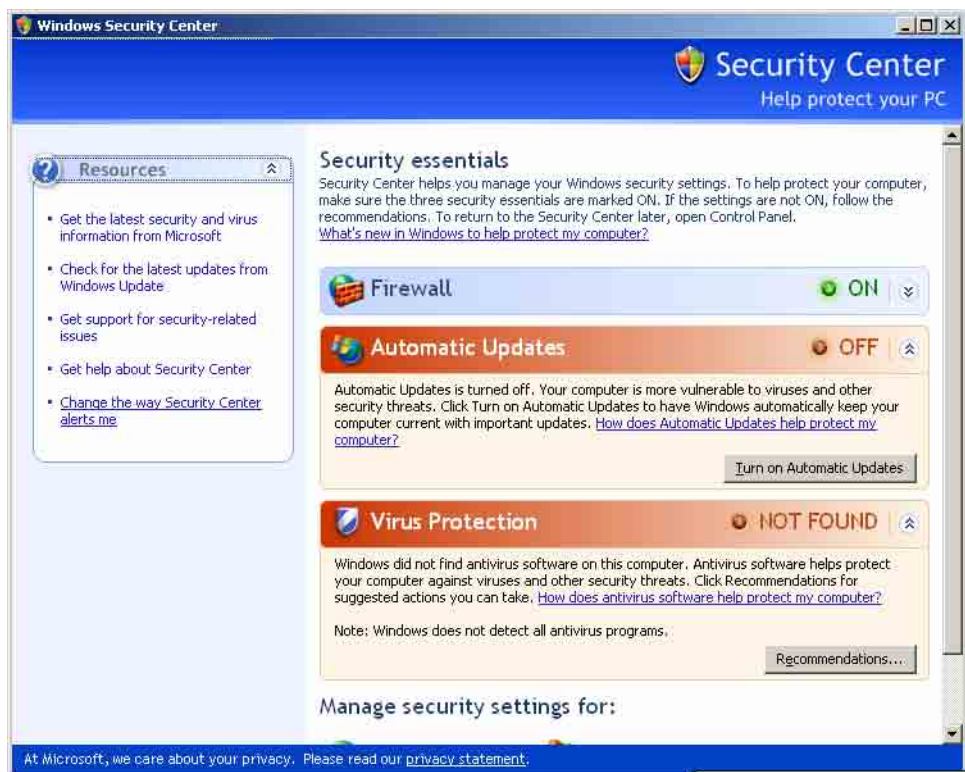 Windows Security Center
Security Center
Help protect your PC
Resources
Get the latest security and virus
information from Microsoft
Check for the latest updates from
Windows Update
Get support for security-related
issues
Get help about Security Center
Change the way Security Center
alerts me
Security essentials
Security Center helps you manage your Windows security settings. To help protect your computer,
make sure the three security essentials are marked ON. If the settings are not ON, follow the
recommendations. To return to the Security Center later, open Control Panel.
What's new in Windows to help protect my computer?
Firewall ON
Automatic Updates OFF
Automatic Updates is turned off. Your computer is more vulnerable to viruses and other
security threats. Click Turn on Automatic Updates to have Windows automatically keep your
computer current with important updates. How does Automatic Updates help protect my
computer?
Turn on Automatic Updates
Virus Protection NOT FOUND
Windows did not find antivirus software on this computer. Antivirus software helps protect
your computer against viruses and other security threats. Click Recommendations for
suggested actions you can take. How does antivirus software help protect my computer?
Note: Windows does not detect all antivirus programs.
Recommendations...
Manage security settings for:
At Microsoft, we care about your privacy. Please read our privacy statement.